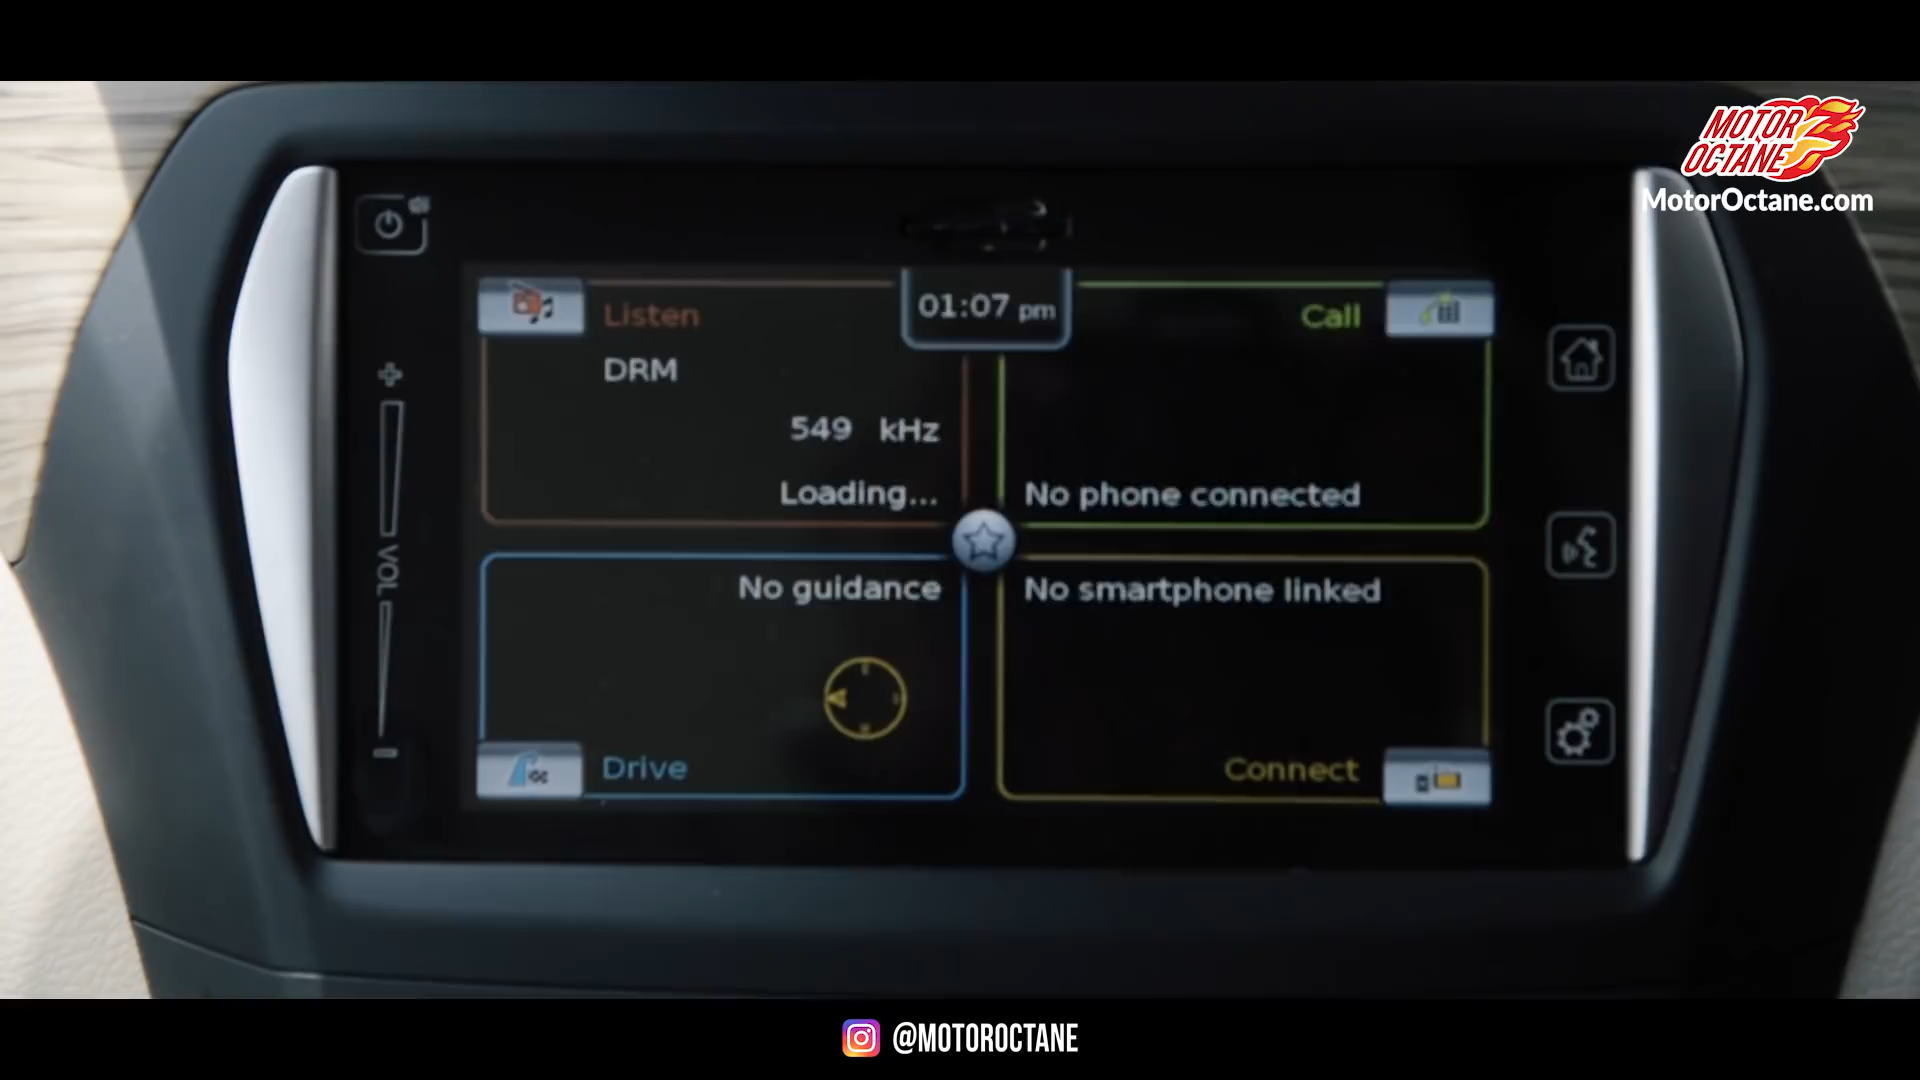 MOTOR
OCTANE
MotorOctane.com
01:07 pm
Listen
DRM
549 kHz
Loading...
Call
No phone connected
VOL
No guidance
Drive
No smartphone linked
Connect
@MOTOROCTANE